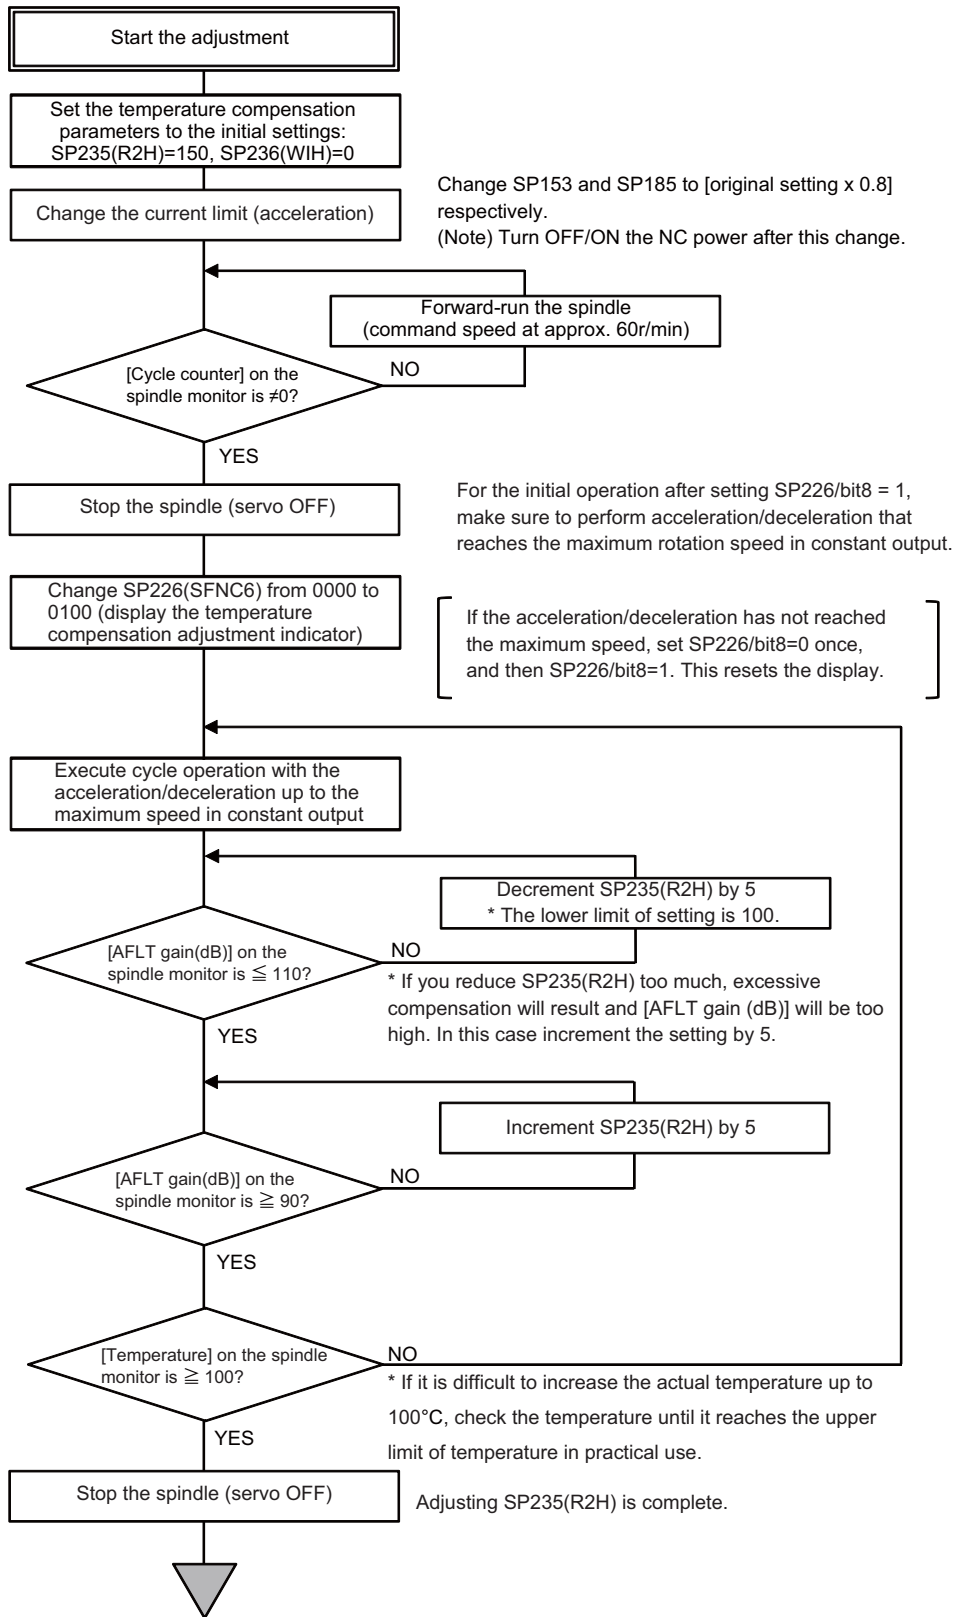 Start the adjustment
Set the temperature compensation
parameters to the initial settings:
SP235(R2H)=150, SP236(WIH)=0
Change the current limit (acceleration)
Change SP153 and SP185 to [original setting x 0.8]
respectively.
(Note) Turn OFF/ON the NC power after this change.
Forward-run the spindle
(command speed at approx. 60r/min)
[Cycle counter] on the
spindle monitor is ≠0?
NO
YES
Stop the spindle (servo OFF)
For the initial operation after setting SP226/bit8 = 1,
make sure to perform acceleration/deceleration that
reaches the maximum rotation speed in constant output.
Change SP226(SFNC6) from 0000 to
0100 (display the temperature
compensation adjustment indicator)
If the acceleration/deceleration has not reached
the maximum speed, set SP226/bit8=0 once,
and then SP226/bit8=1. This resets the display.
Execute cycle operation with the
acceleration/deceleration up to the
maximum speed in constant output
Decrement SP235(R2H) by 5
* The lower limit of setting is 100.
[AFLT gain(dB)] on the
spindle monitor is ≦ 110?
NO
* If you reduce SP235(R2H) too much, excessive
compensation will result and [AFLT gain (dB)] will be too
high. In this case increment the setting by 5.
YES
Increment SP235(R2H) by 5
[AFLT gain(dB)] on the
spindle monitor is ≧ 90?
NO
YES
[Temperature] on the spindle
monitor is ≧ 100?
NO
* If it is difficult to increase the actual temperature up to
100°C, check the temperature until it reaches the upper
limit of temperature in practical use.
YES
Stop the spindle (servo OFF)
Adjusting SP235(R2H) is complete.